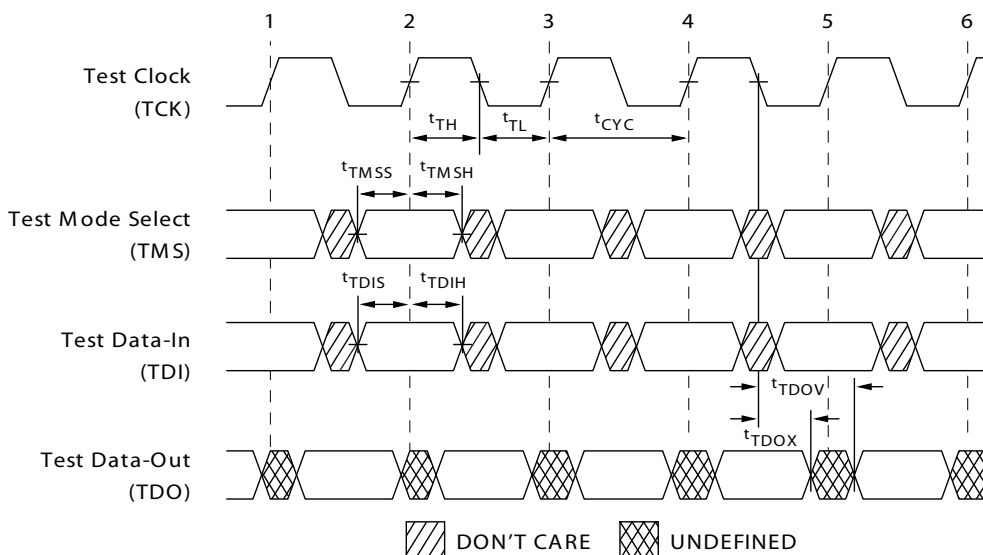 1 2 3 4 5 6
Test Clock
(TCK)
tTH tTL tCYC
tTMSS tTMSH
Test Mode Select
(TMS)
tTDIS tTDIH
Test Data-In
(TDI)
tTDOV
tTDOX
Test Data-Out
(TDO)
DON'T CARE UNDEFINED